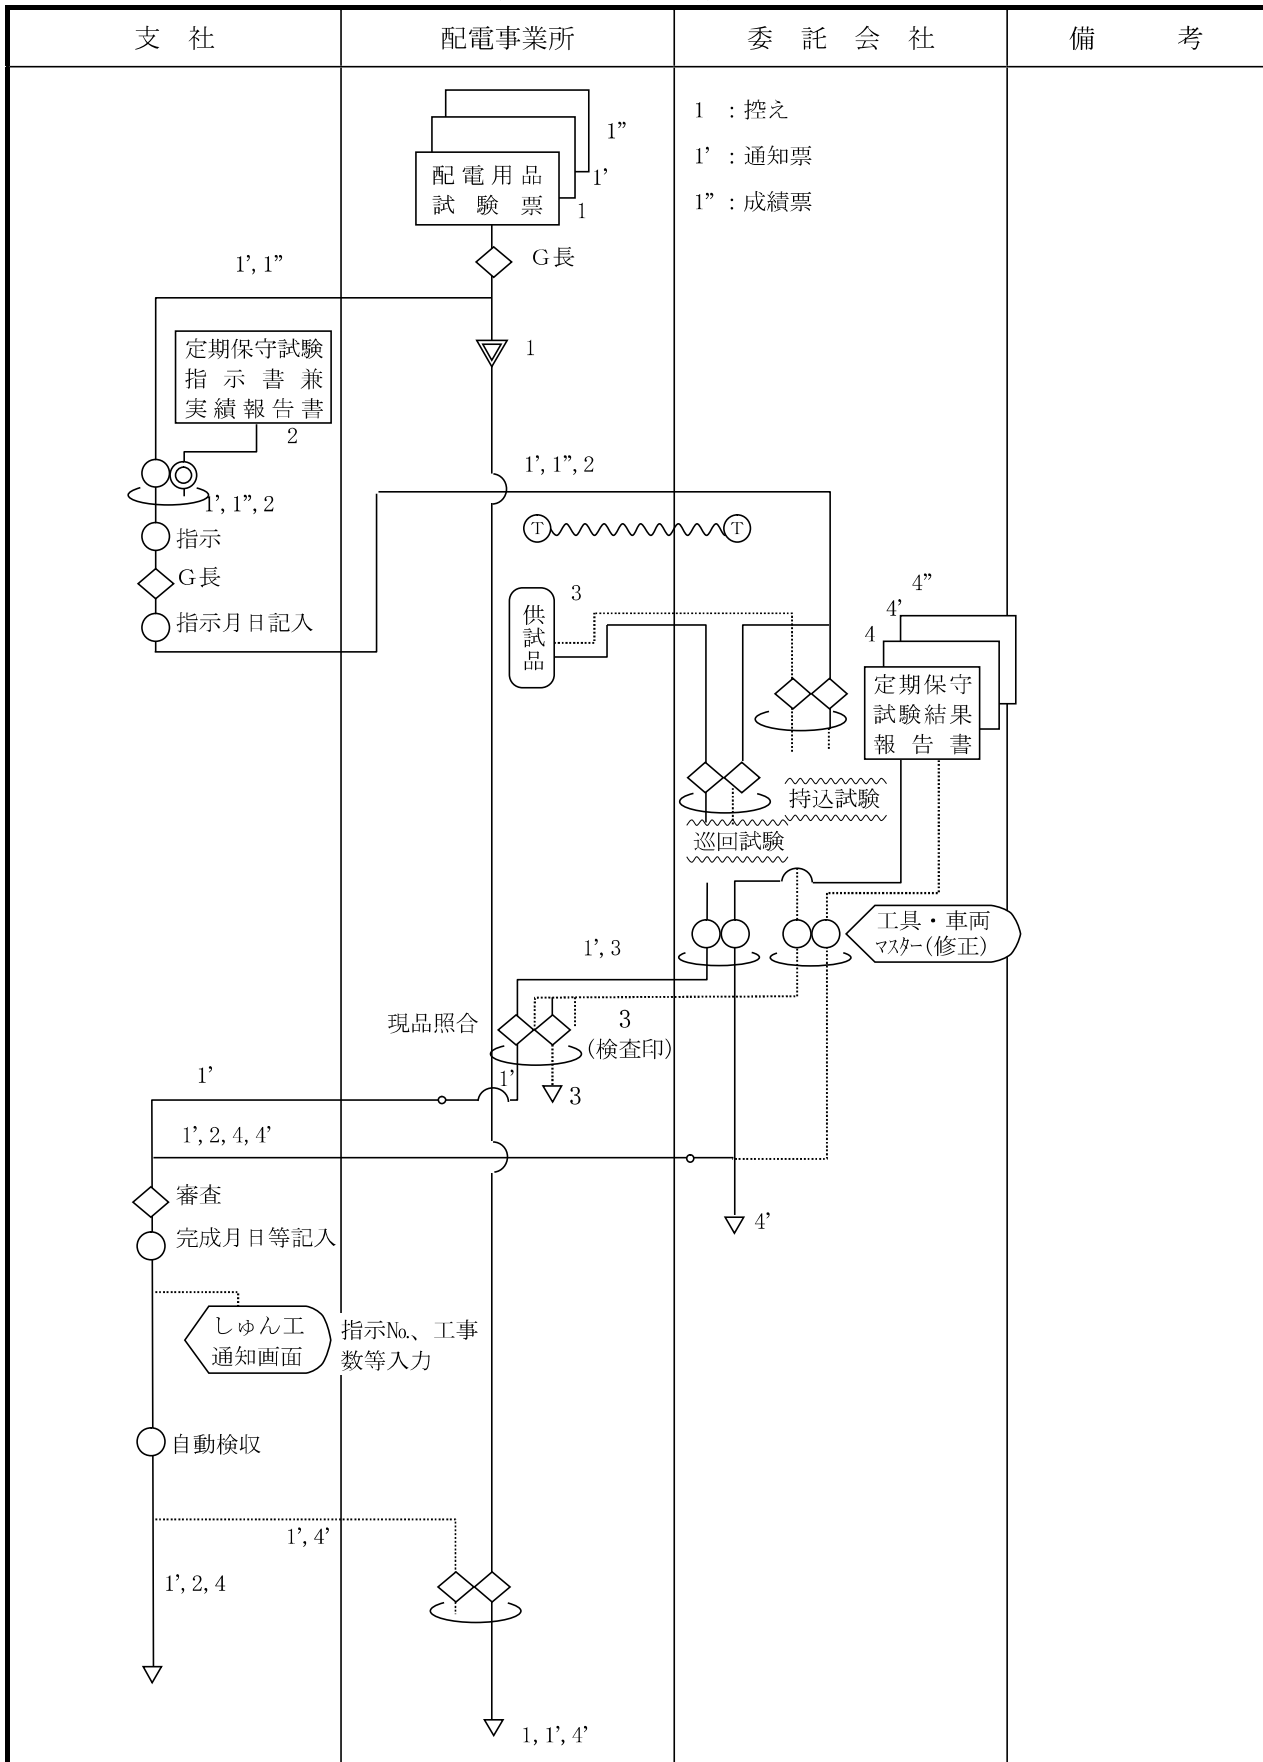 支 社
配電事業所
委 託 会 社
備 考
1 : 控え
1' : 通知票
1” : 成績票
1”
1'
1
配電用品
試験票
G長
1', 1”
1
定期保守試験
指示書兼
実績報告書
2
1', 1”, 2
1', 1”, 2
T
T
指示
G長
指示月日記入
3
供試品
4”
4'
4
定期保守
試験結果
報告書
持込試験
巡回試験
工具・車両
マスター(修正)
1', 3
現品照合
3
(検査印)
1'
1'
3
1', 2, 4, 4'
審査
4'
完成月日等記入
しゅん工
通知画面
指示№、工事
数等入力
自動検収
1', 4'
1', 2, 4
1, 1', 4'